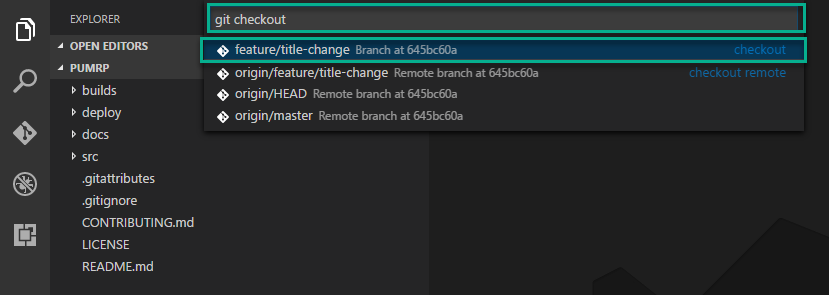 EXPLORER
git checkout
OPEN EDITORS
feature/title-change Branch at 645bc60a checkout
PUMRP
origin/feature/title-change Remote branch at 645bc60a checkout remote
builds
origin/HEAD Remote branch at 645bc60a
deploy
origin/master Remote branch at 645bc60a
docs
src
.gitattributes
.gitignore
CONTRIBUTING.md
LICENSE
README.md